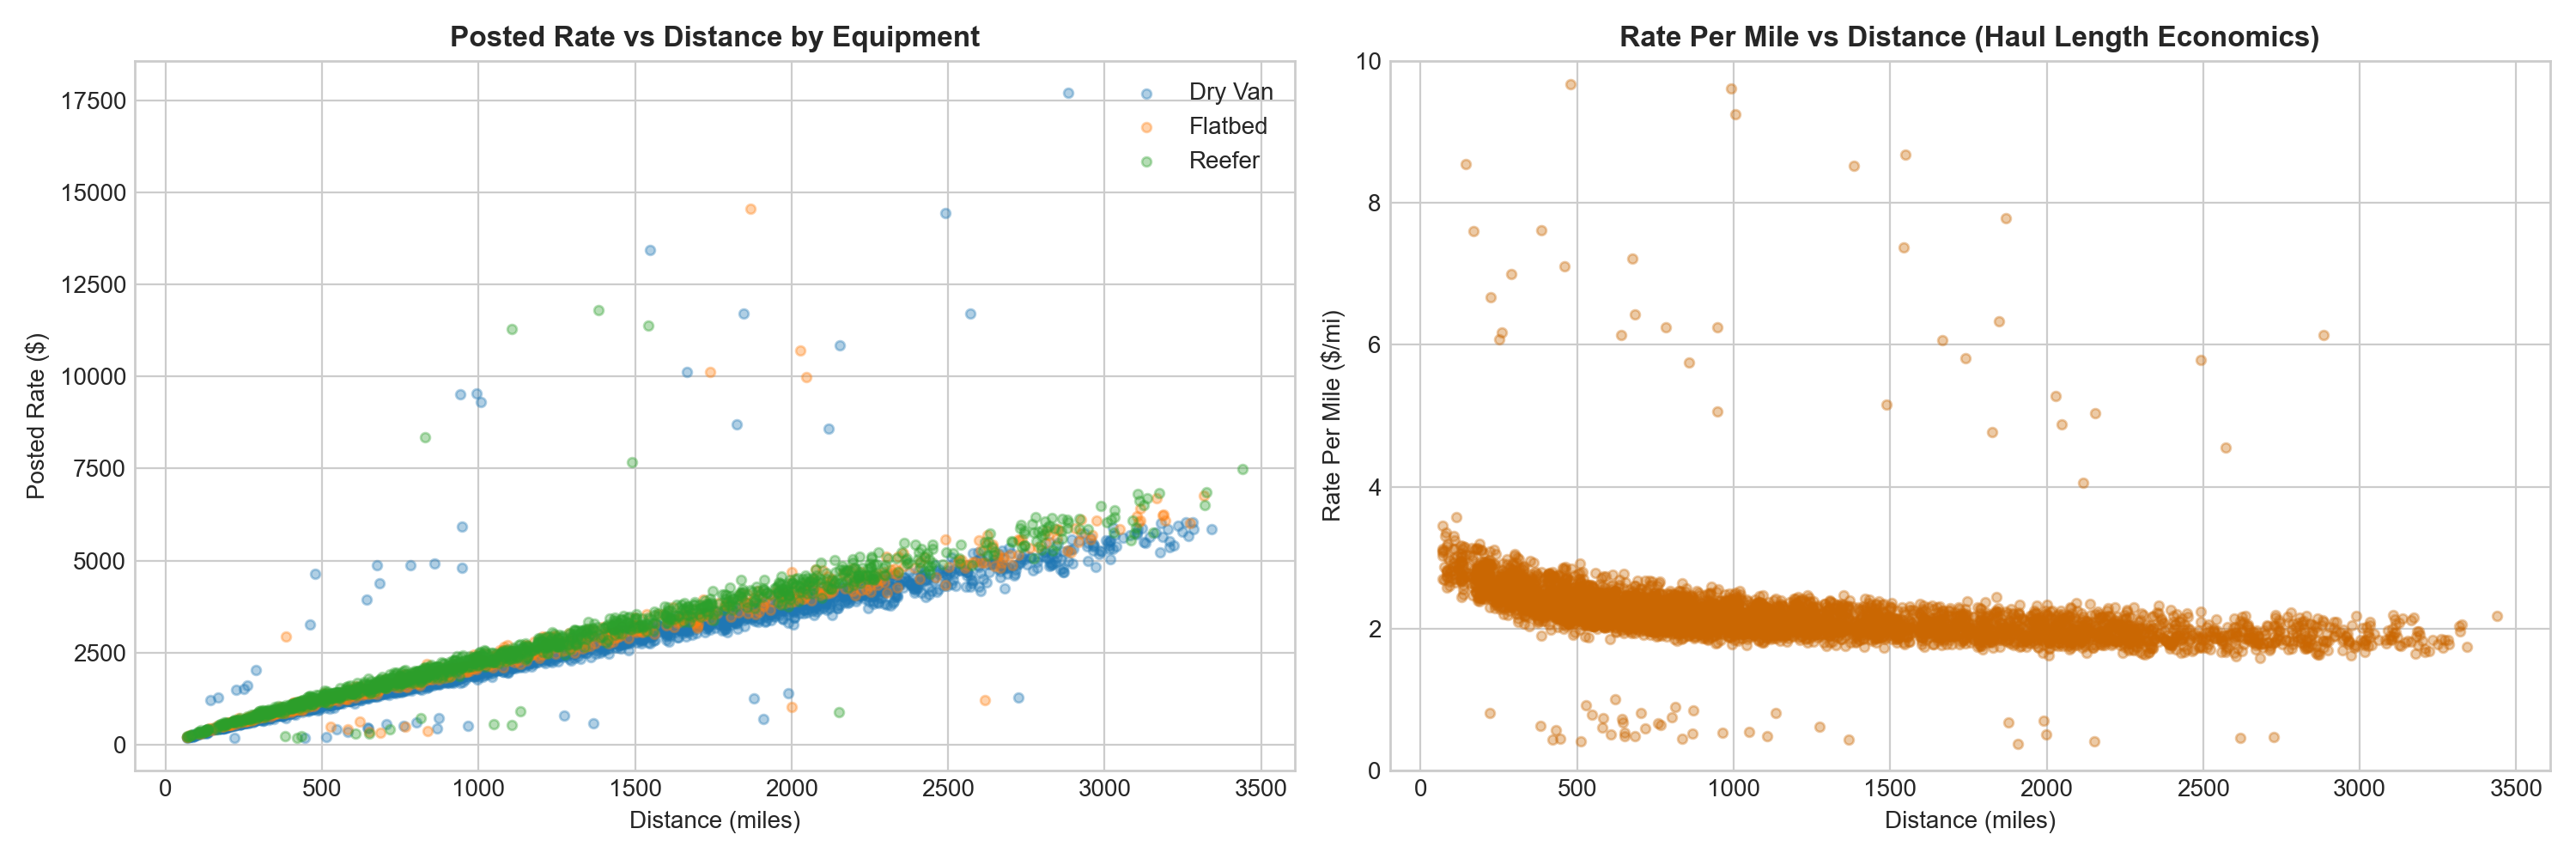 Posted Rate vs Distance by Equipment
Posted Rate ($)
17500
15000
12500
10000
7500
5000
2500
0
Dry Van
Flatbed
Reefer
0 500 1000 1500 2000 2500 3000 3500
Distance (miles)
Rate Per Mile vs Distance (Haul Length Economics)
Rate Per Mile ($/mi)
10
8
6
4
2
0
0 500 1000 1500 2000 2500 3000 3500
Distance (miles)